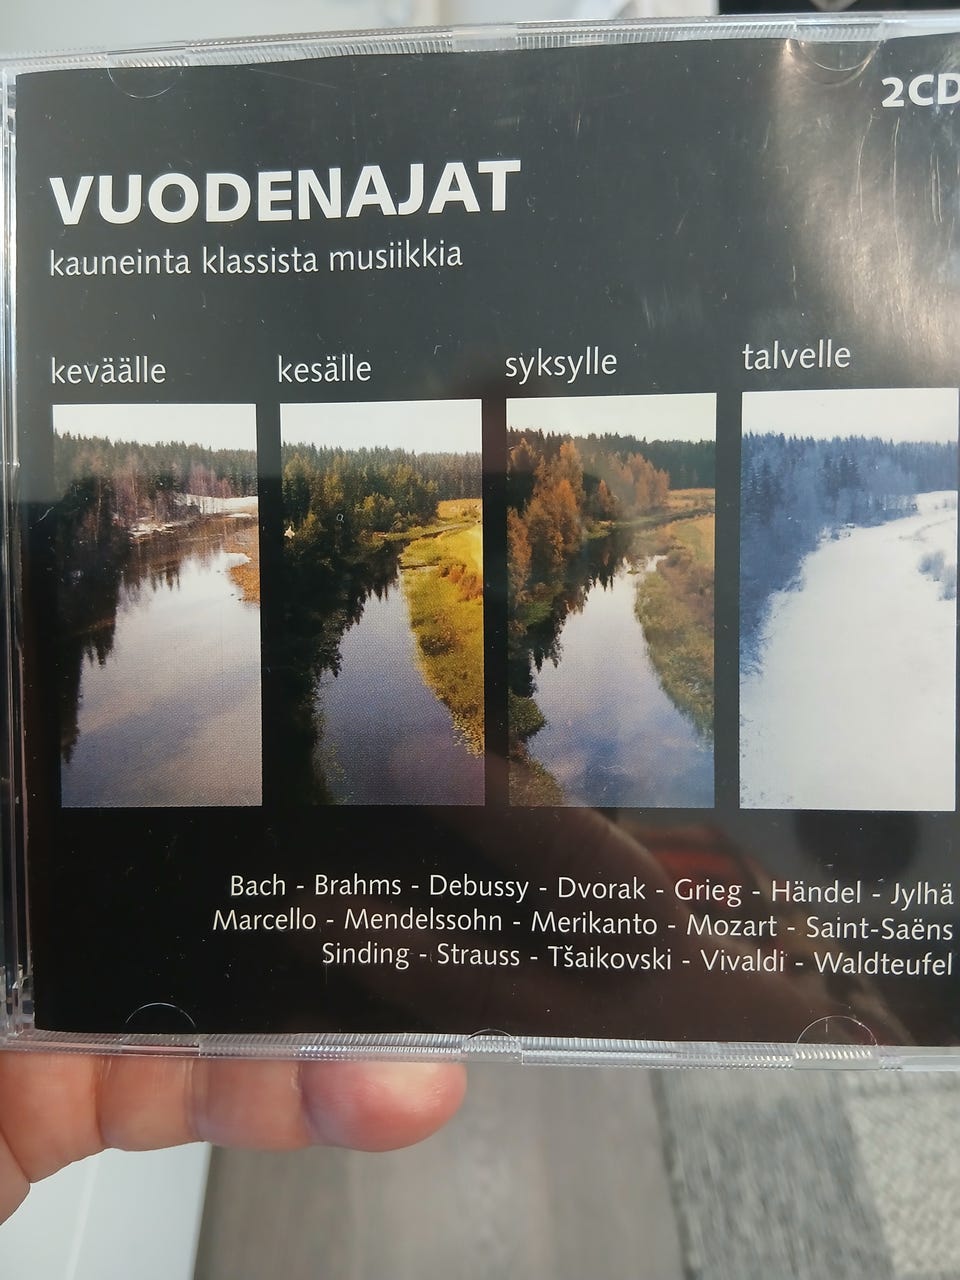 2CD
VUODENAJAT
kauneinta klassista musiikkia
keväälle kesälle syksylle talvelle
Bach - Brahms - Debussy - Dvorak - Grieg - Händel - Jylhä
Marcello - Mendelssohn - Merikanto - Mozart - Saint-Saëns
Sinding - Strauss - Tšaikovski - Vivaldi - Waldteufel